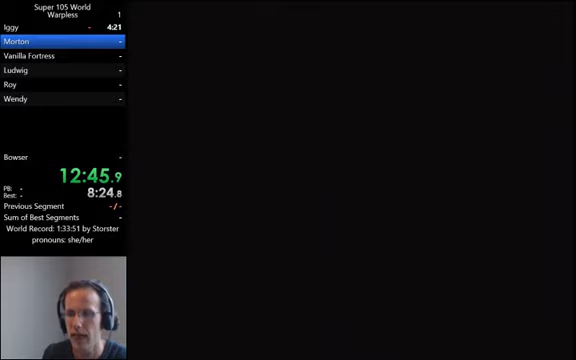 Super 105 World
Warpless 1
Iggy - 4:21
Morton -
Vanilla Fortress -
Ludwig -
Roy -
Wendy -
Bowser -
12:45.9
PB: - 8:24.8
Best: -
Previous Segment -/-
Sum of Best Segments -
World Record: 1:33:51 by Storster
pronouns: she/her